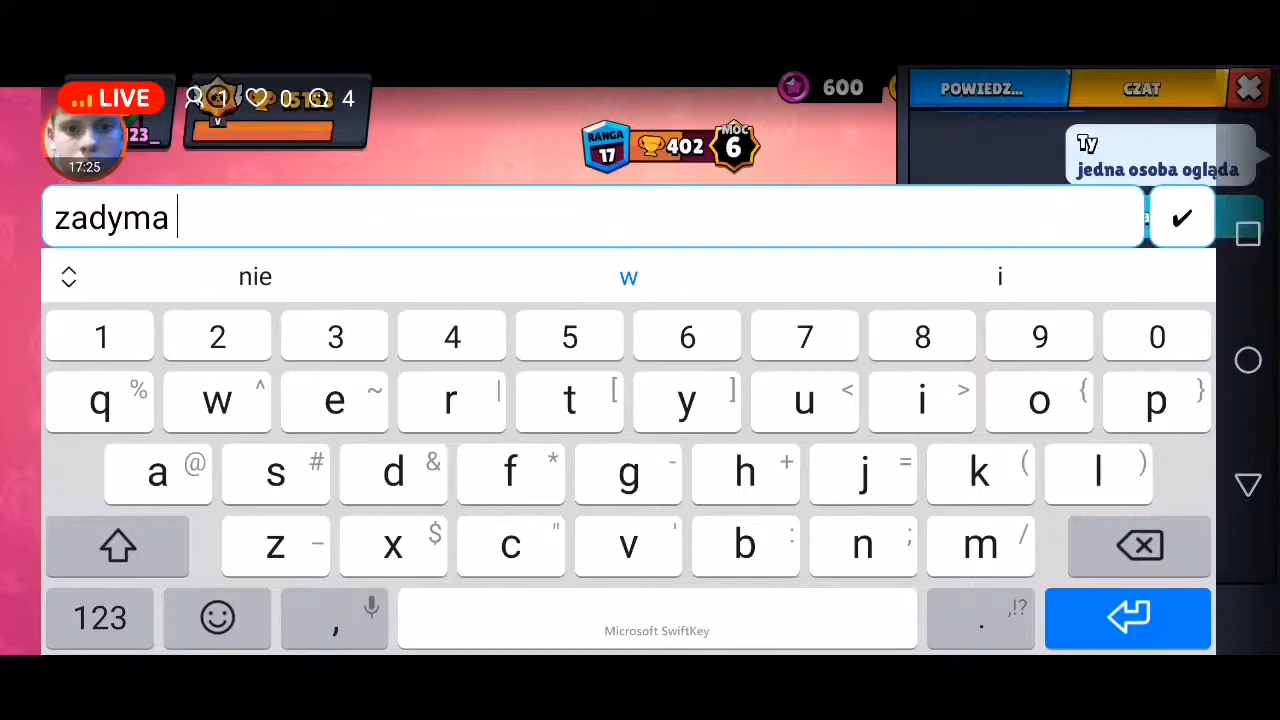 LIVE 1 0 4
600
POWIEDZ...
CZAT
23_
V
17:25
RANGA
17
402
MOC
6
Ty
jedna osoba ogląda
zadyma
✔
nie w i
1 2 3 4 5 6 7 8 9 0
q % w ^ e ~ r | t [ y ] u < i > o { p }
a @ s # d & f * g - h + j = k ( l )
z _ x $ c " v ' b : n ; m /
123 , Microsoft SwiftKey . ,!?